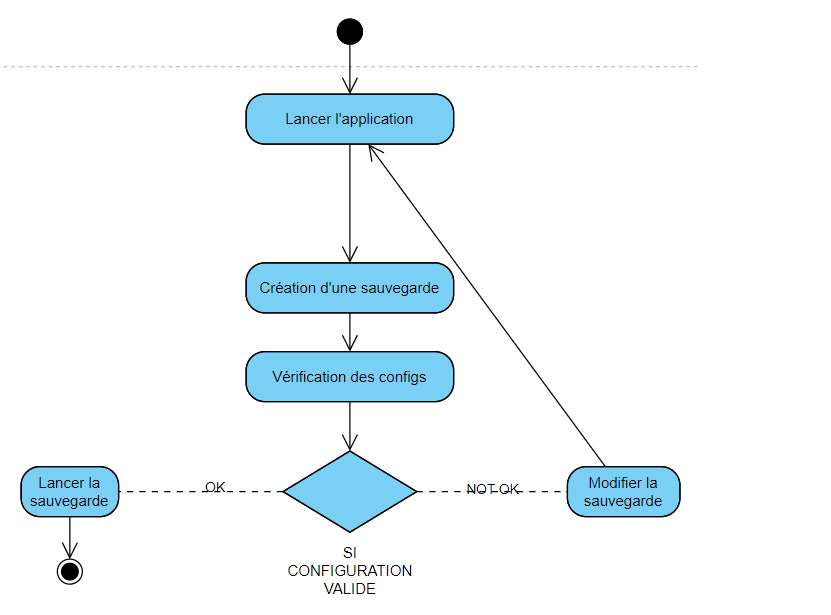 Lancer l'application
Création d'une sauvegarde
Vérification des configs
Lancer la
sauvegarde
OK
NOT OK
Modifier la
sauvegarde
SI
CONFIGURATION
VALIDE